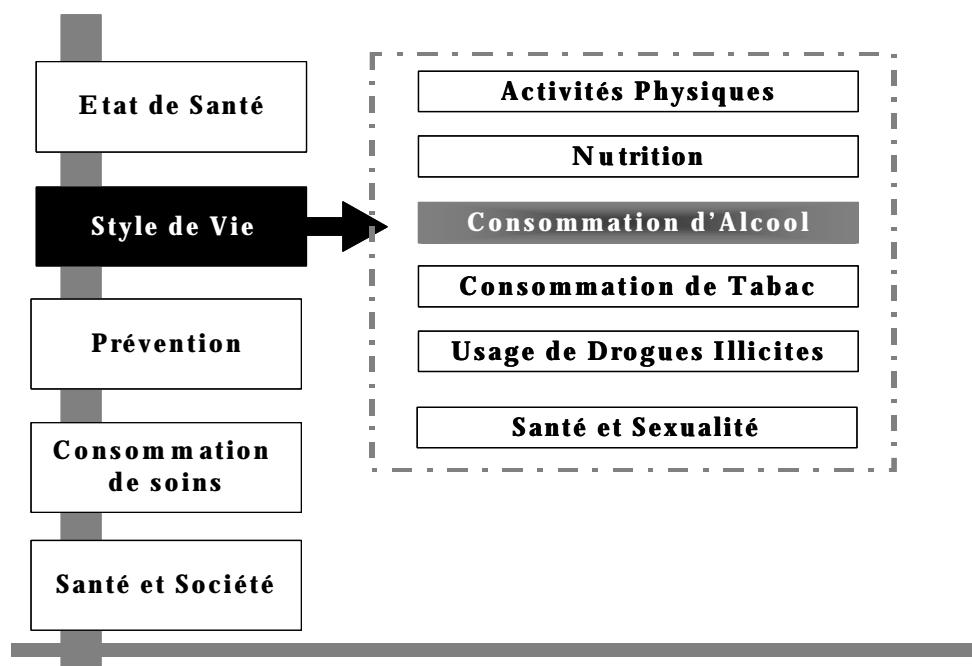 Etat de Santé
Style de Vie
Prévention
Consommation
de soins
Santé et Société
Activités Physiques
Nutrition
Consommation d'Alcool
Consommation de Tabac
Usage de Drogues Illicites
Santé et Sexualité